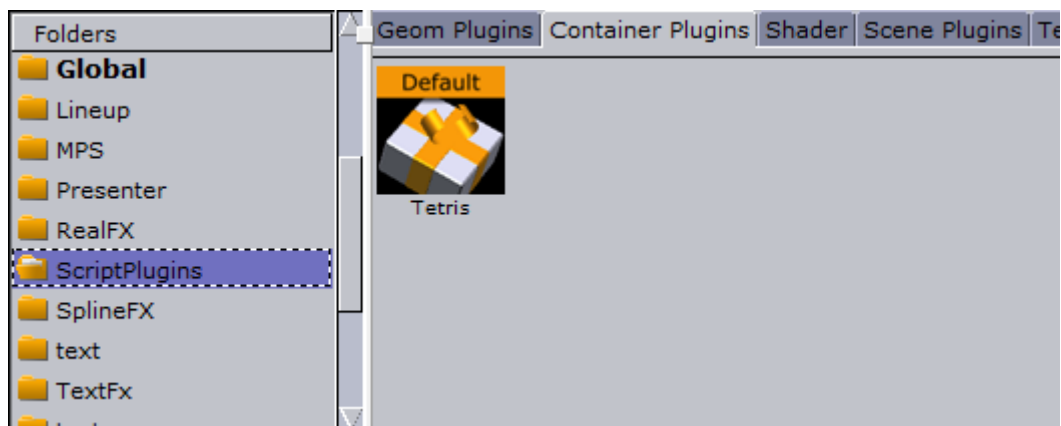 Folders
Global
Lineup
MPS
Presenter
RealFX
ScriptPlugins
SplineFX
text
TextFx
Geom Plugins Container Plugins Shader Scene Plugins
Default
Tetris